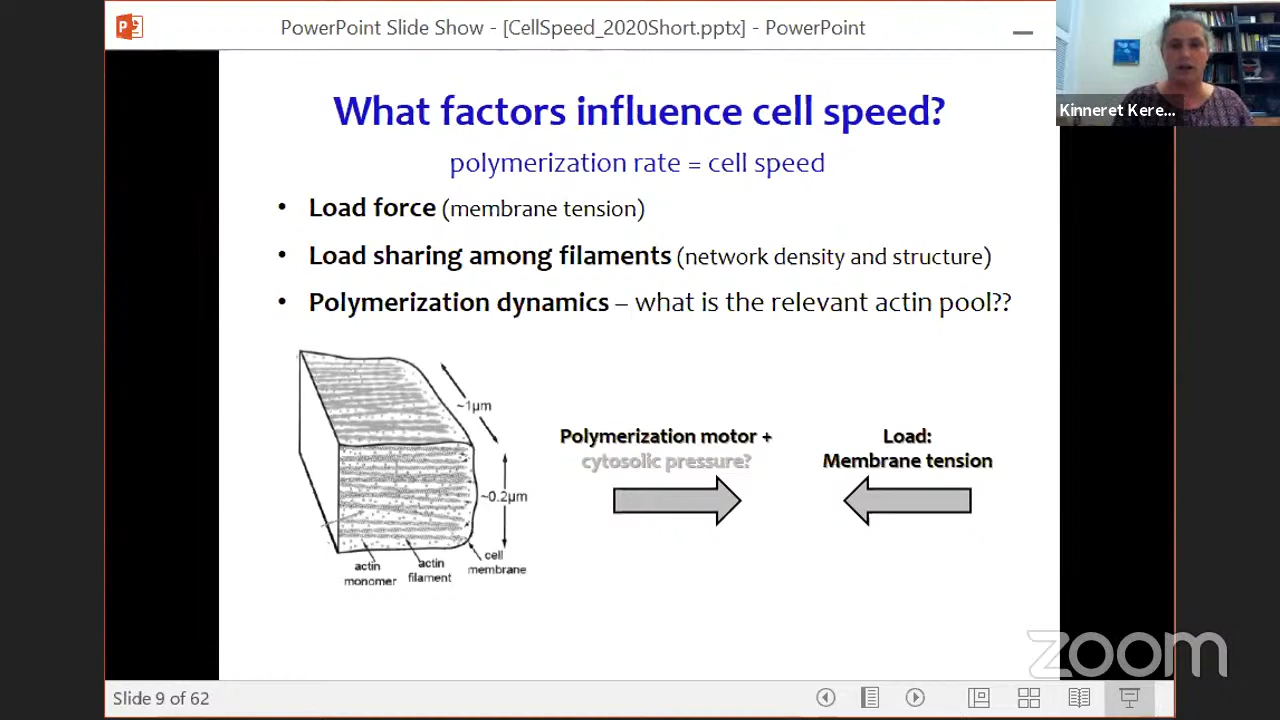 PowerPoint Slide Show - [CellSpeed_2020Short.pptx] - PowerPoint
Kinneret Kere...
What factors influence cell speed?
polymerization rate = cell speed
• Load force (membrane tension)
• Load sharing among filaments (network density and structure)
• Polymerization dynamics – what is the relevant actin pool??
~1μm
~0.2μm
actin
monomer
actin
filament
cell
membrane
Polymerization motor +
cytosolic pressure?
Load:
Membrane tension
zoom
Slide 9 of 62